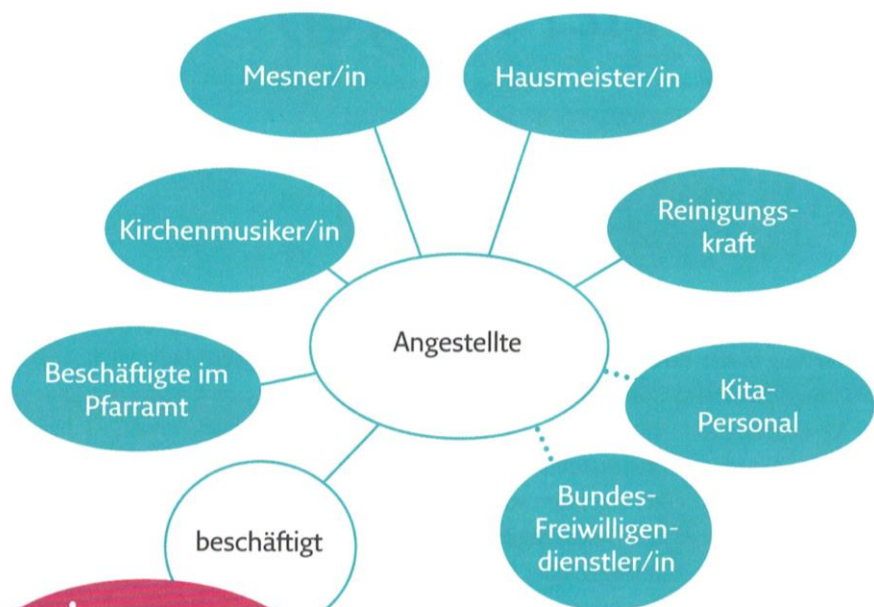 Mesner/in
Hausmeister/in
Kirchenmusiker/in
Reinigungs-
kraft
Angestellte
Beschäftigte im
Pfarramt
Kita-
Personal
beschäftigt
Bundes-
Freiwilligen-
dienstler/in